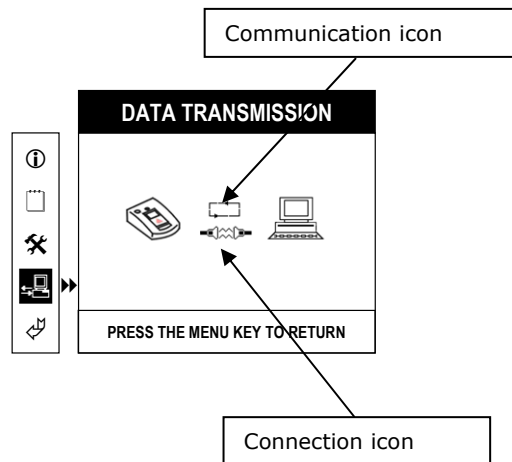 Communication icon
DATA TRANSMISSION
PRESS THE MENU KEY TO RETURN
Connection icon